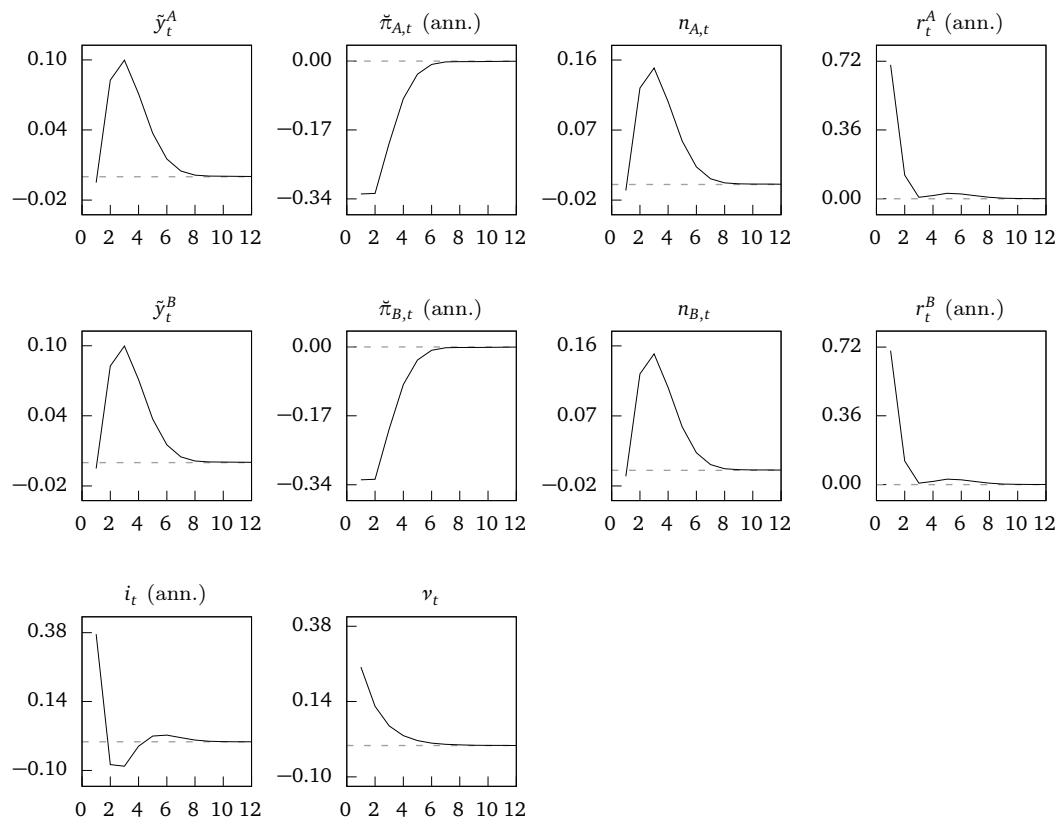 ỹ_t^A   π̆_{A,t} (ann.)   n_{A,t}   r_t^A (ann.)
0.10   0.00   0.16   0.72
0.04   −0.17   0.07   0.36
−0.02   −0.34   −0.02   0.00
0 2 4 6 8 10 12   0 2 4 6 8 10 12   0 2 4 6 8 10 12   0 2 4 6 8 10 12
ỹ_t^B   π̆_{B,t} (ann.)   n_{B,t}   r_t^B (ann.)
0.10   0.00   0.16   0.72
0.04   −0.17   0.07   0.36
−0.02   −0.34   −0.02   0.00
0 2 4 6 8 10 12   0 2 4 6 8 10 12   0 2 4 6 8 10 12   0 2 4 6 8 10 12
i_t (ann.)   ν_t
0.38   0.38
0.14   0.14
−0.10   −0.10
0 2 4 6 8 10 12   0 2 4 6 8 10 12